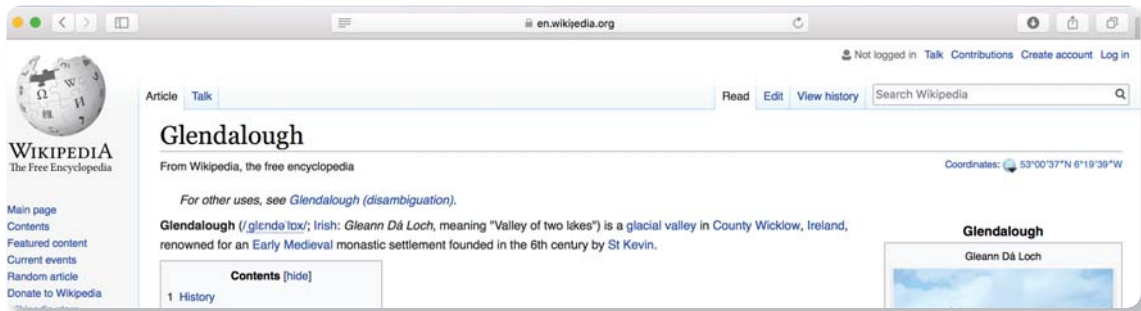 en.wikipedia.org
Not logged in Talk Contributions Create account Log in
Article Talk Read Edit View history Search Wikipedia
Ω W И 維 7
WIKIPEDIA
The Free Encyclopedia
Glendalough
From Wikipedia, the free encyclopedia
Coordinates: 53°00′37″N 6°19′39″W
For other uses, see Glendalough (disambiguation).
Glendalough (/ˌɡlɛndəˈlɒx/; Irish: Gleann Dá Loch, meaning "Valley of two lakes") is a glacial valley in County Wicklow, Ireland,
renowned for an Early Medieval monastic settlement founded in the 6th century by St Kevin.
Contents [hide]
1 History
Glendalough
Gleann Dá Loch
Main page
Contents
Featured content
Current events
Random article
Donate to Wikipedia